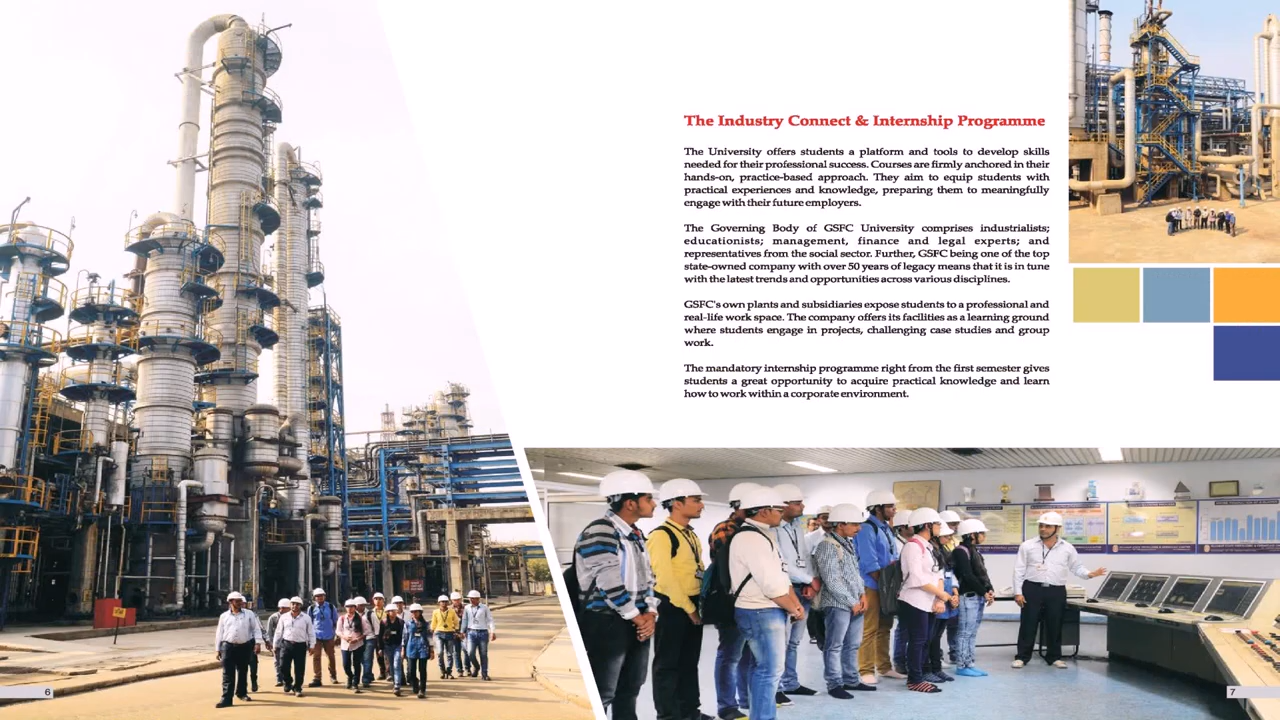 The Industry Connect & Internship Programme
The University offers students a platform and tools to develop skills
needed for their professional success. Courses are firmly anchored in their
hands-on, practice-based approach. They aim to equip students with
practical experiences and knowledge, preparing them to meaningfully
engage with their future employers.
The Governing Body of GSFC University comprises industrialists;
educationists; management, finance and legal experts; and
representatives from the social sector. Further, GSFC being one of the top
state-owned company with over 50 years of legacy means that it is in tune
with the latest trends and opportunities across various disciplines.
GSFC's own plants and subsidiaries expose students to a professional and
real-life work space. The company offers its facilities as a learning ground
where students engage in projects, challenging case studies and group
work.
The mandatory internship programme right from the first semester gives
students a great opportunity to acquire practical knowledge and learn
how to work within a corporate environment.
6
7